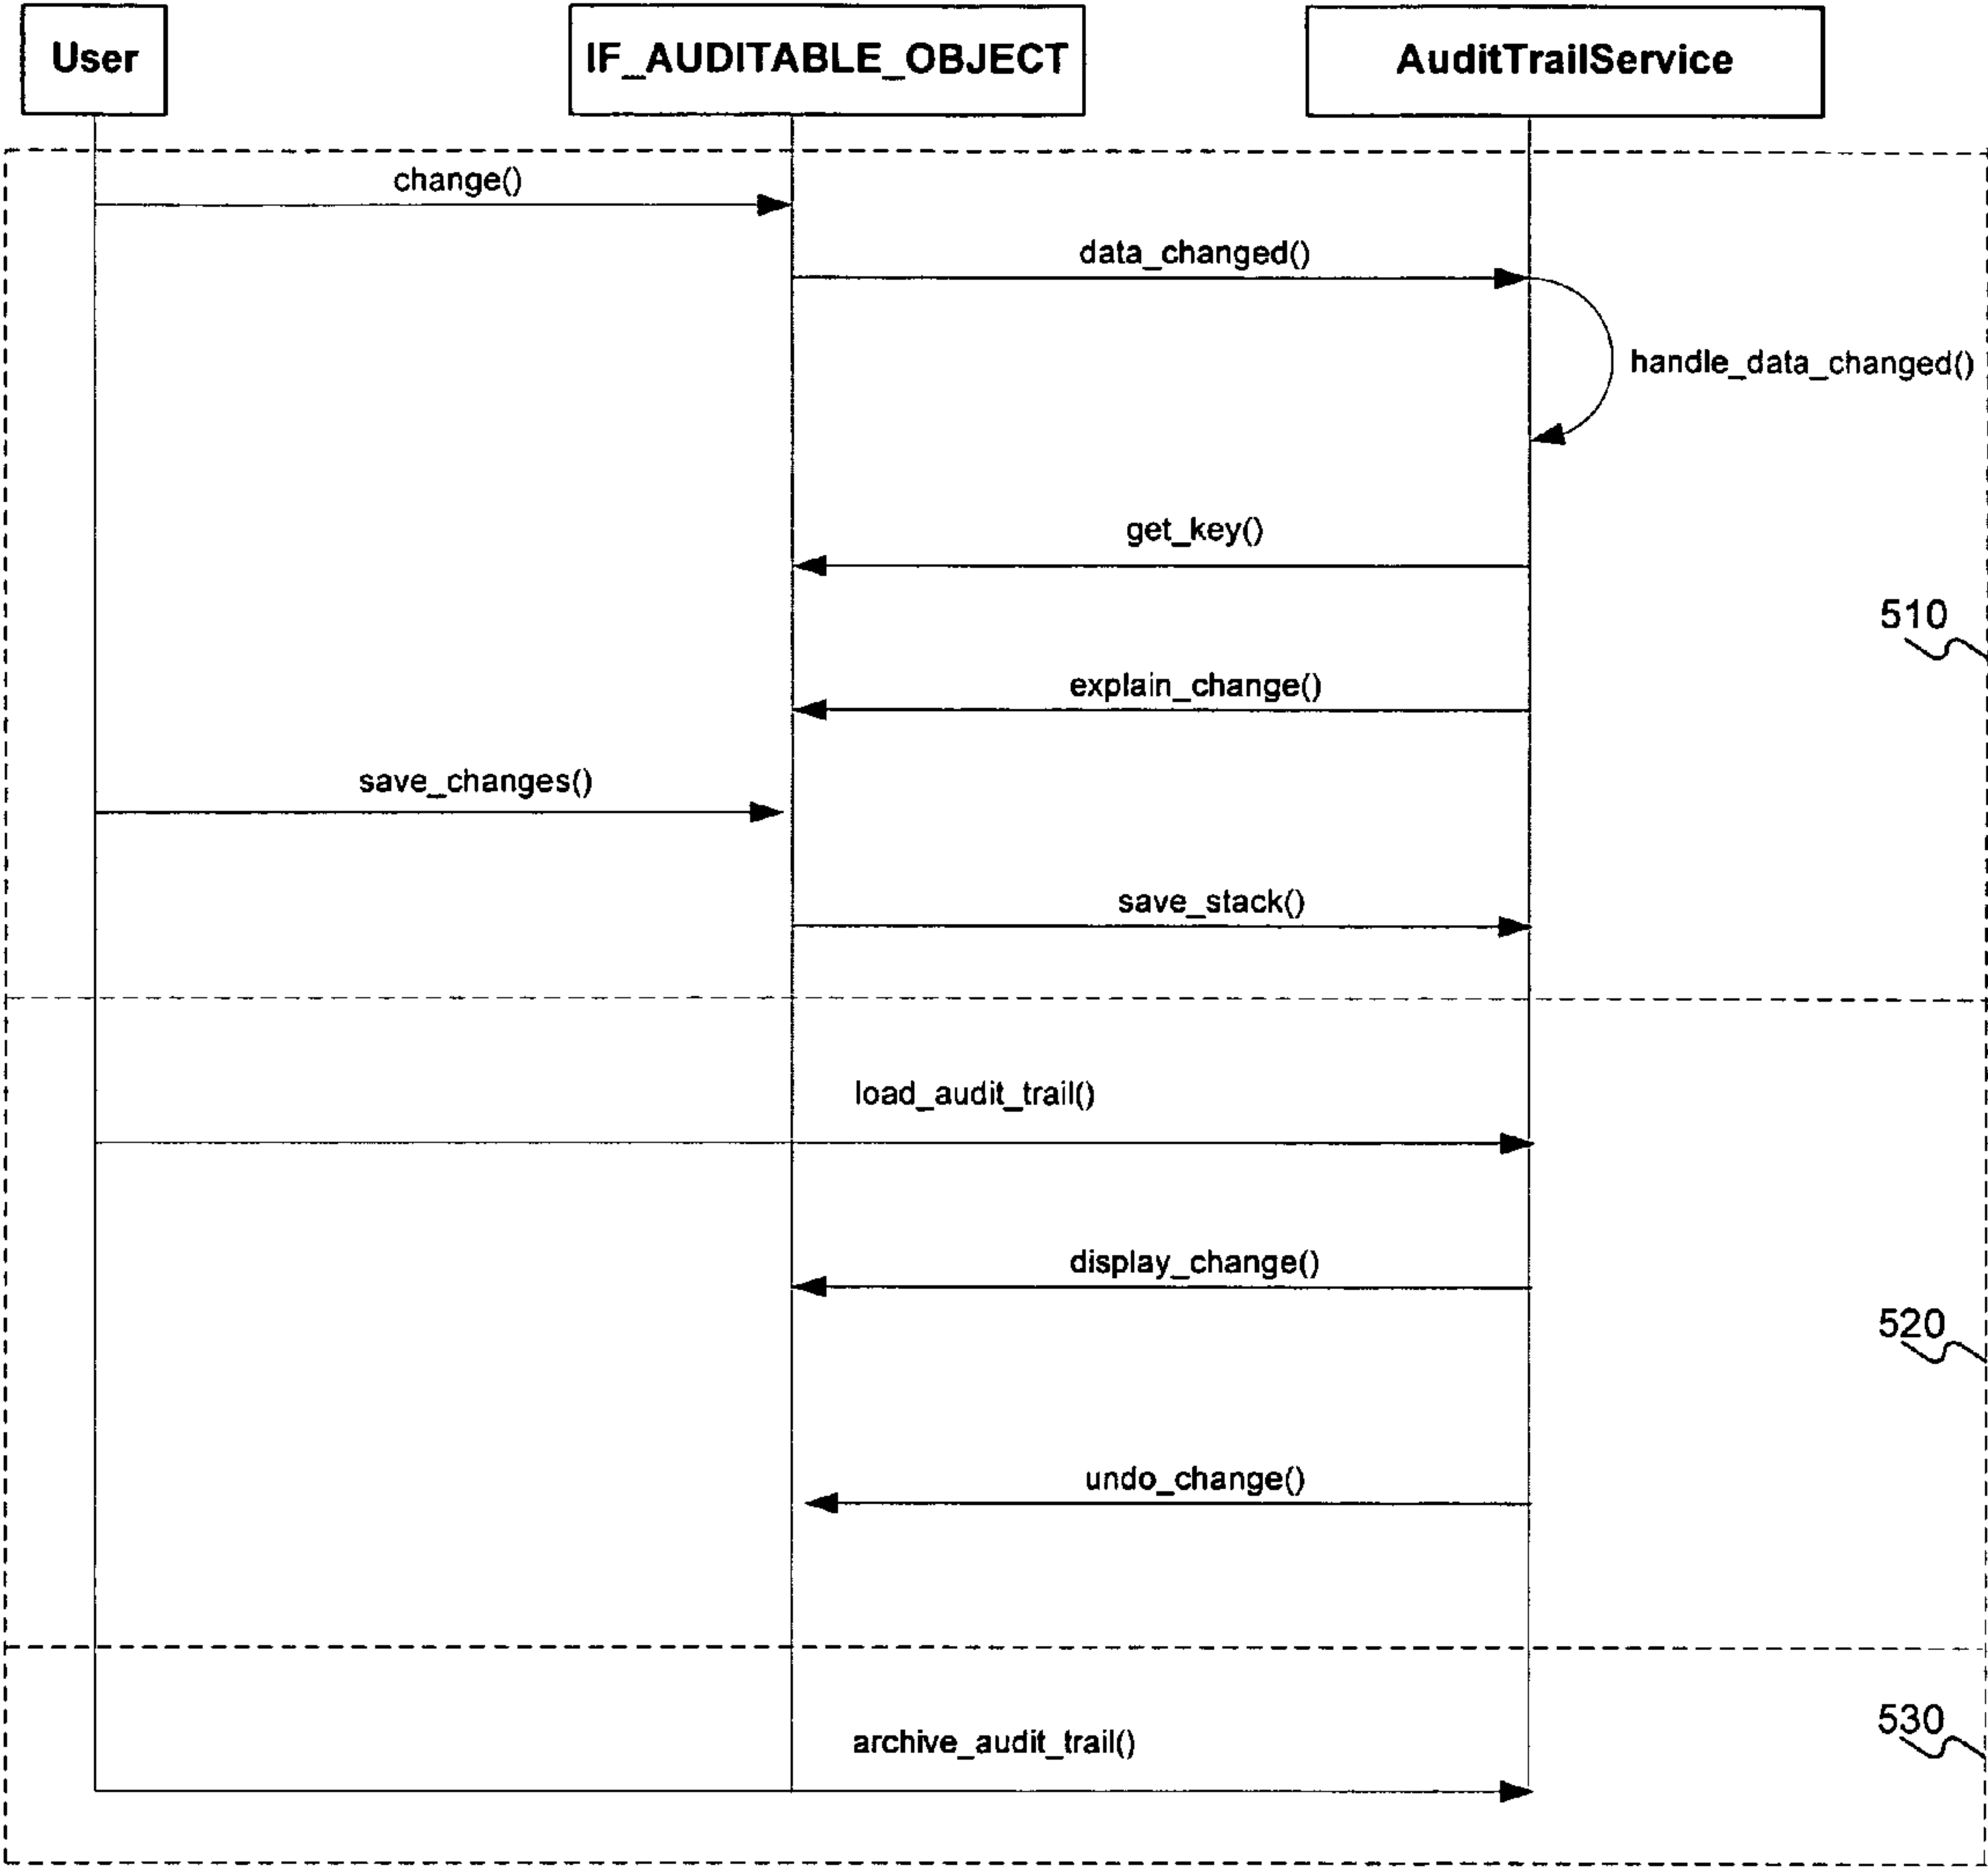 User
IF_AUDITABLE_OBJECT
AuditTrailService
change()
data_changed()
handle_data_changed()
get_key()
510
explain_change()
save_changes()
save_stack()
load_audit_trail()
display_change()
520
undo_change()
530
archive_audit_trail()